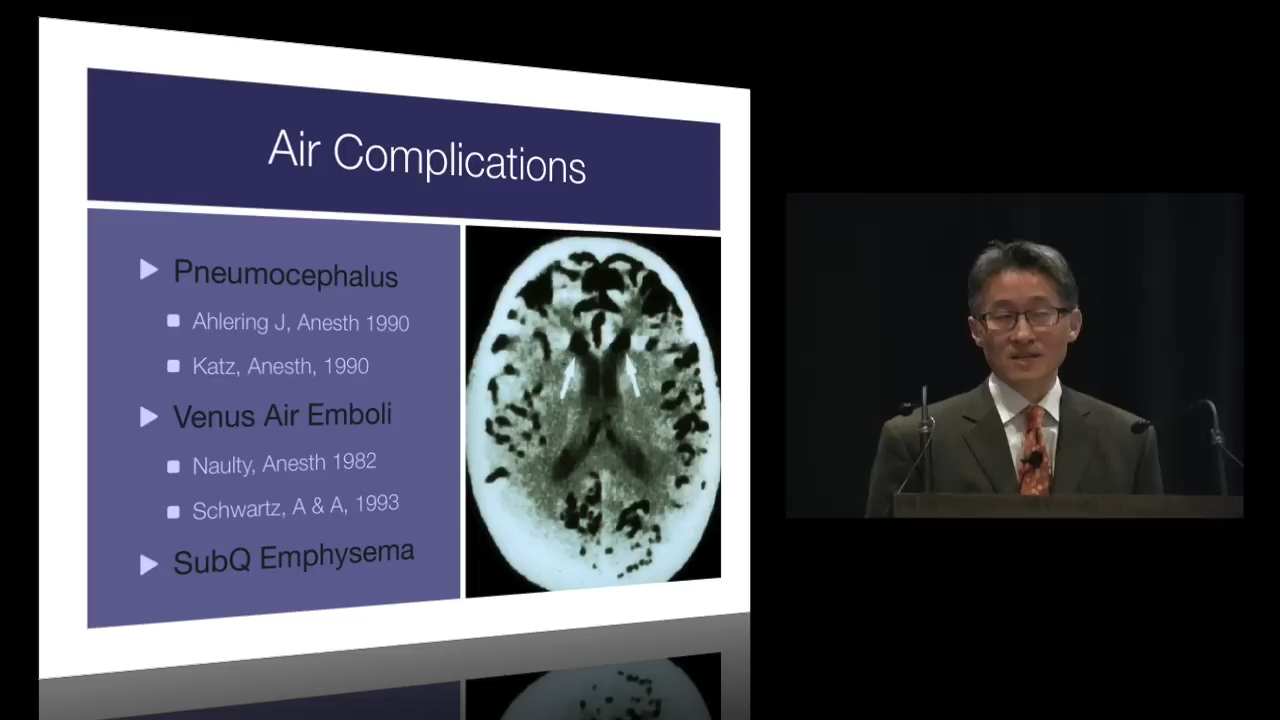 Air Complications
Pneumocephalus
Ahlering J, Anesth 1990
Katz, Anesth, 1990
Venus Air Emboli
Naulty, Anesth 1982
Schwartz, A & A, 1993
SubQ Emphysema